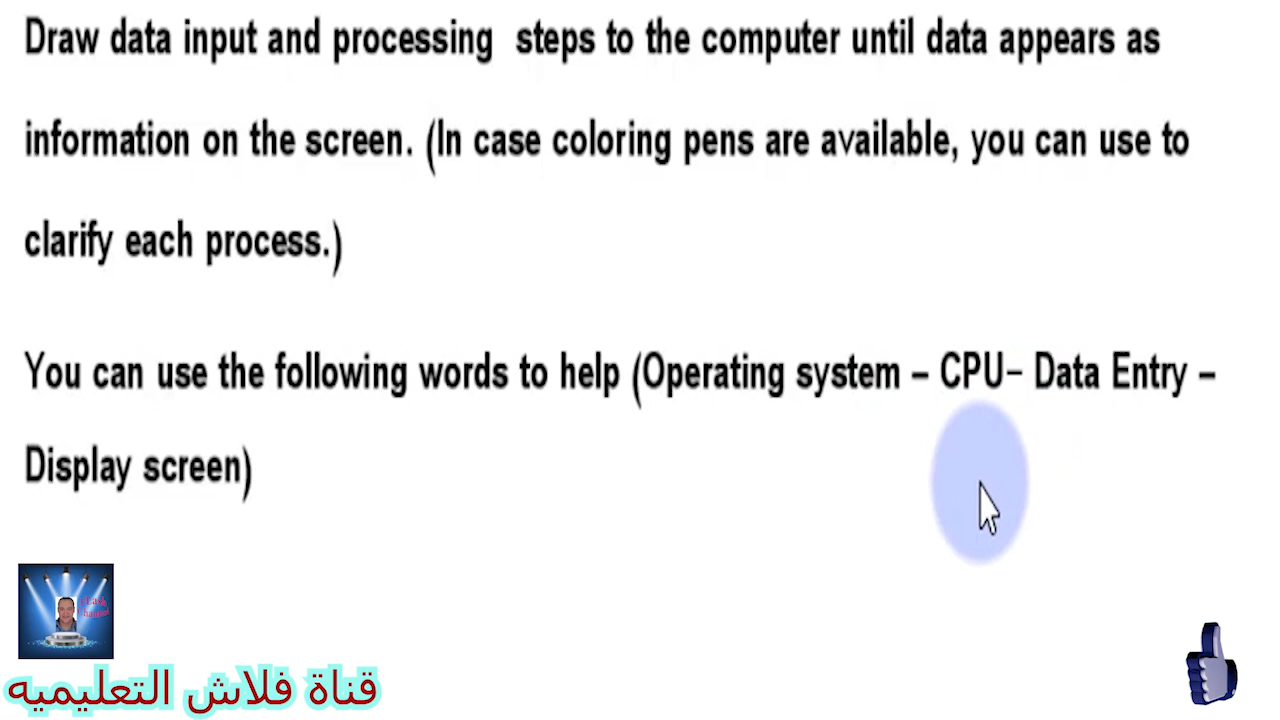 Draw data input and processing steps to the computer until data appears as
information on the screen. (In case coloring pens are available, you can use to
clarify each process.)
You can use the following words to help (Operating system – CPU– Data Entry –
Display screen)
قناة فلاش التعليميه